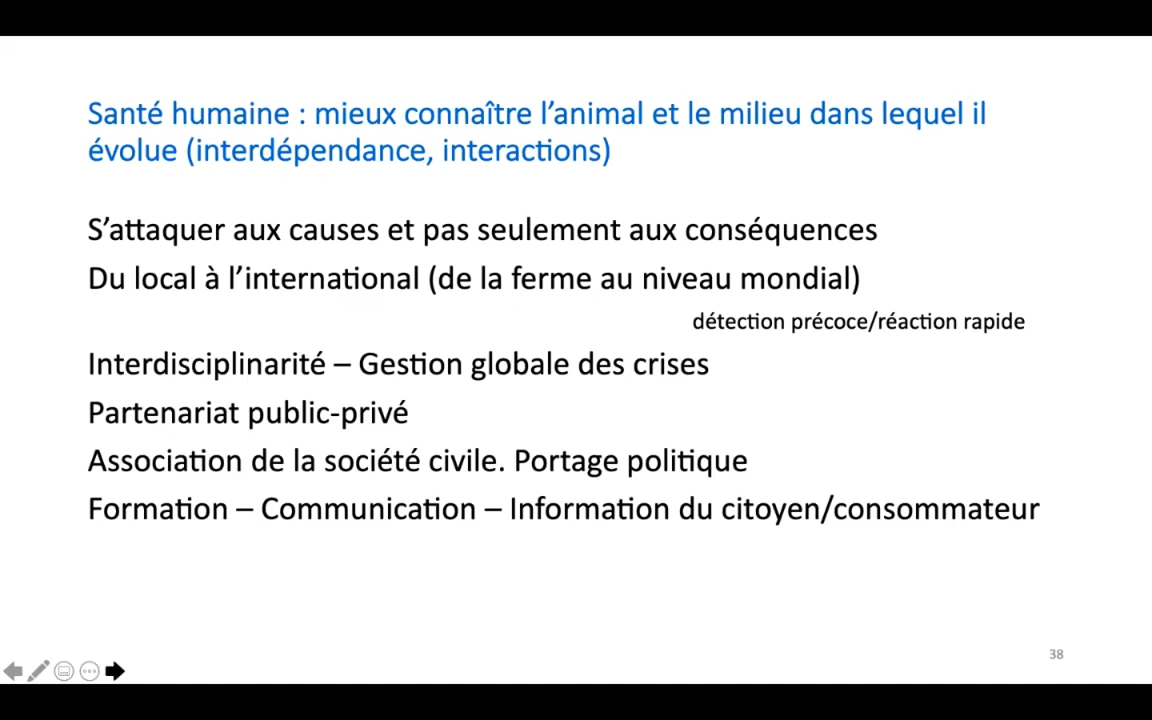 Santé humaine : mieux connaître l’animal et le milieu dans lequel il
évolue (interdépendance, interactions)
S’attaquer aux causes et pas seulement aux conséquences
Du local à l’international (de la ferme au niveau mondial)
détection précoce/réaction rapide
Interdisciplinarité – Gestion globale des crises
Partenariat public-privé
Association de la société civile. Portage politique
Formation – Communication – Information du citoyen/consommateur
38